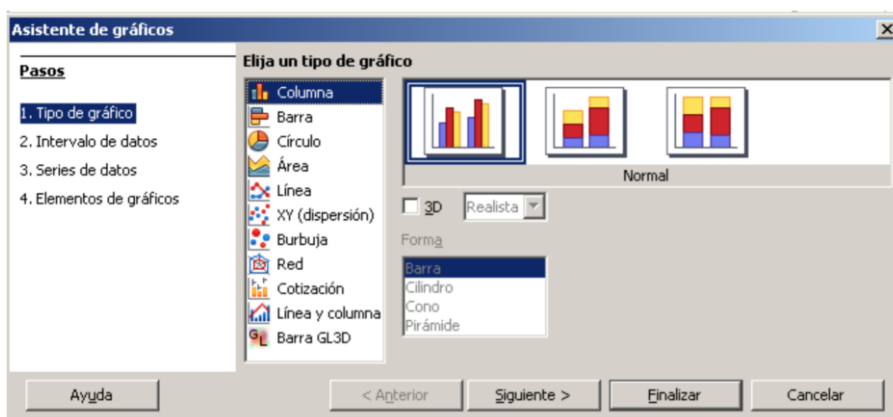 Asistente de gráficos
Pasos
1. Tipo de gráfico
2. Intervalo de datos
3. Series de datos
4. Elementos de gráficos
Elija un tipo de gráfico
Columna
Barra
Círculo
Área
Línea
XY (dispersión)
Burbuja
Red
Cotización
Línea y columna
Barra GL3D
Normal
3D
Realista
Forma
Barra
Cilindro
Cono
Pirámide
Ayuda
< Anterior
Siguiente >
Finalizar
Cancelar